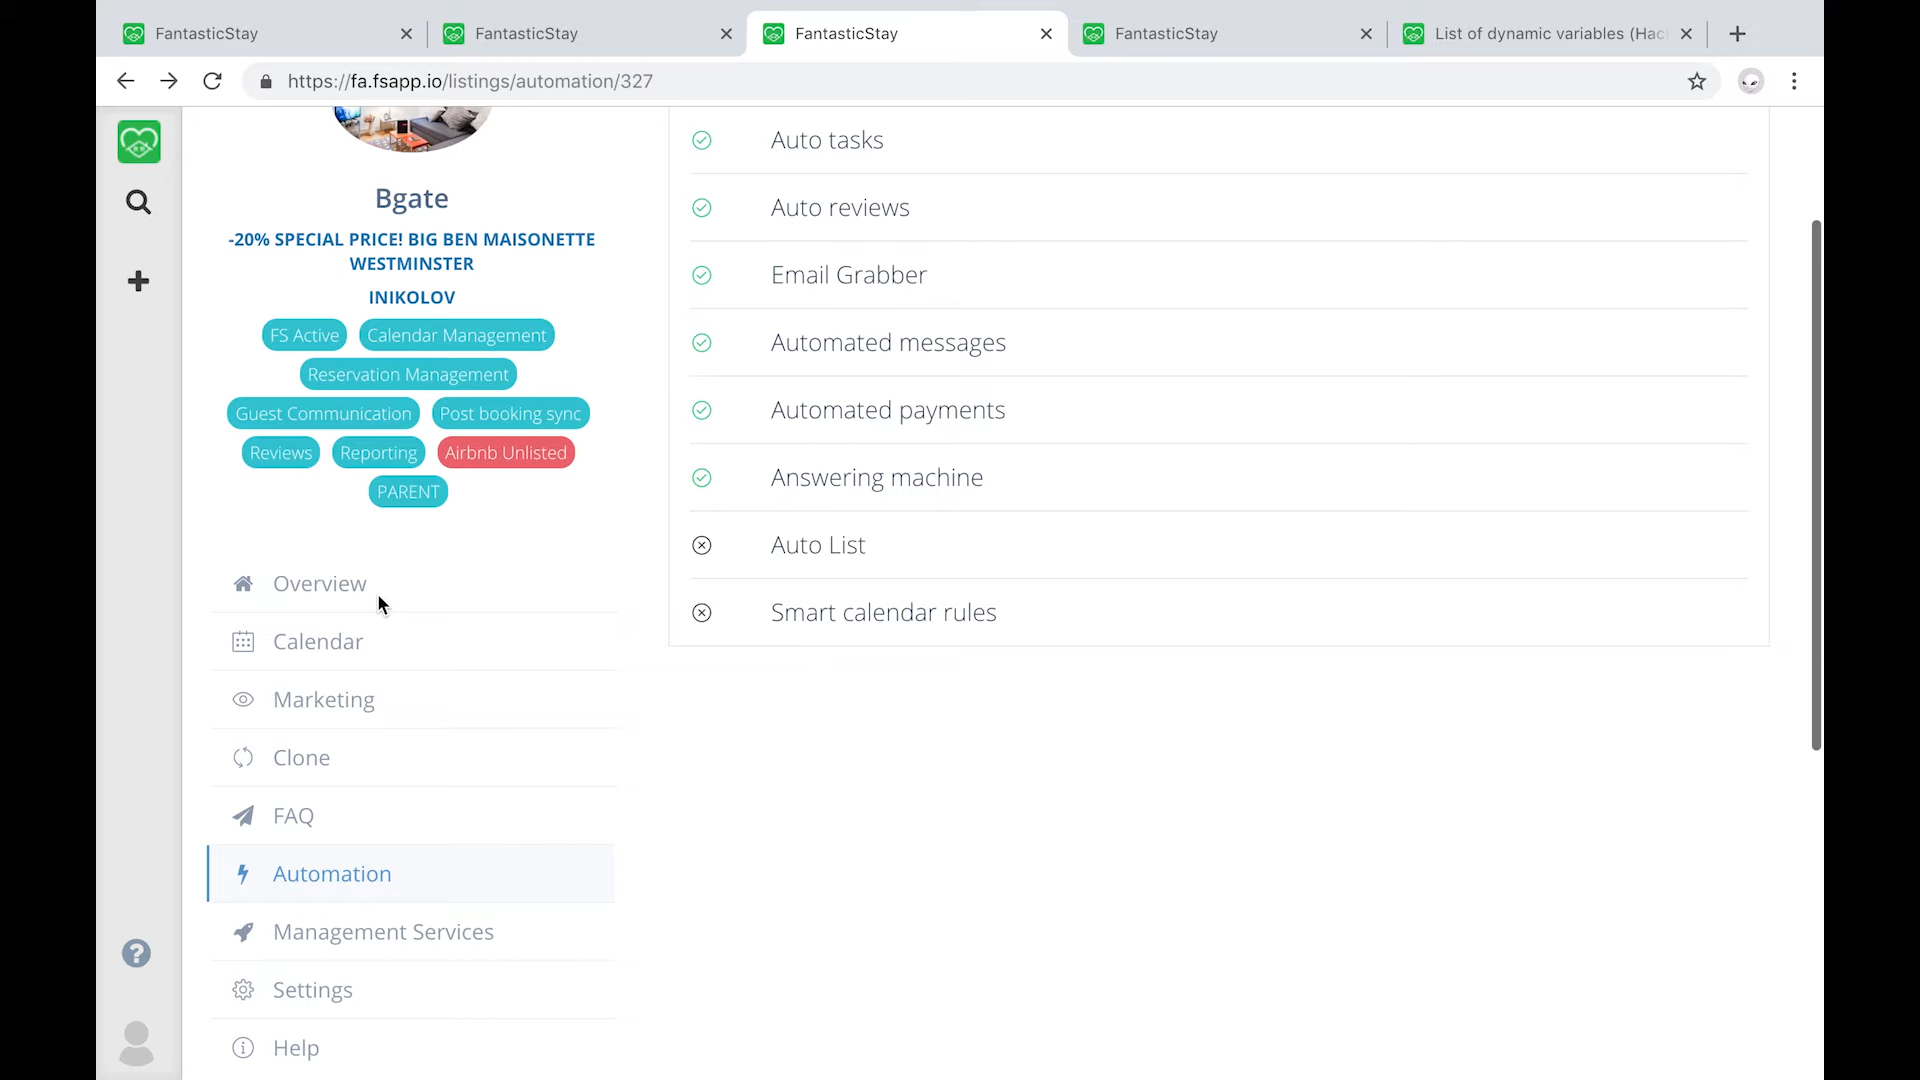 FantasticStay
FantasticStay
FantasticStay
FantasticStay
List of dynamic variables (Hac
https://fa.fsapp.io/listings/automation/327
Bgate
-20% SPECIAL PRICE! BIG BEN MAISONETTE
WESTMINSTER
INIKOLOV
FS Active
Calendar Management
Reservation Management
Guest Communication
Post booking sync
Reviews
Reporting
Airbnb Unlisted
PARENT
Overview
Calendar
Marketing
Clone
FAQ
Automation
Management Services
Settings
Help
Auto tasks
Auto reviews
Email Grabber
Automated messages
Automated payments
Answering machine
Auto List
Smart calendar rules